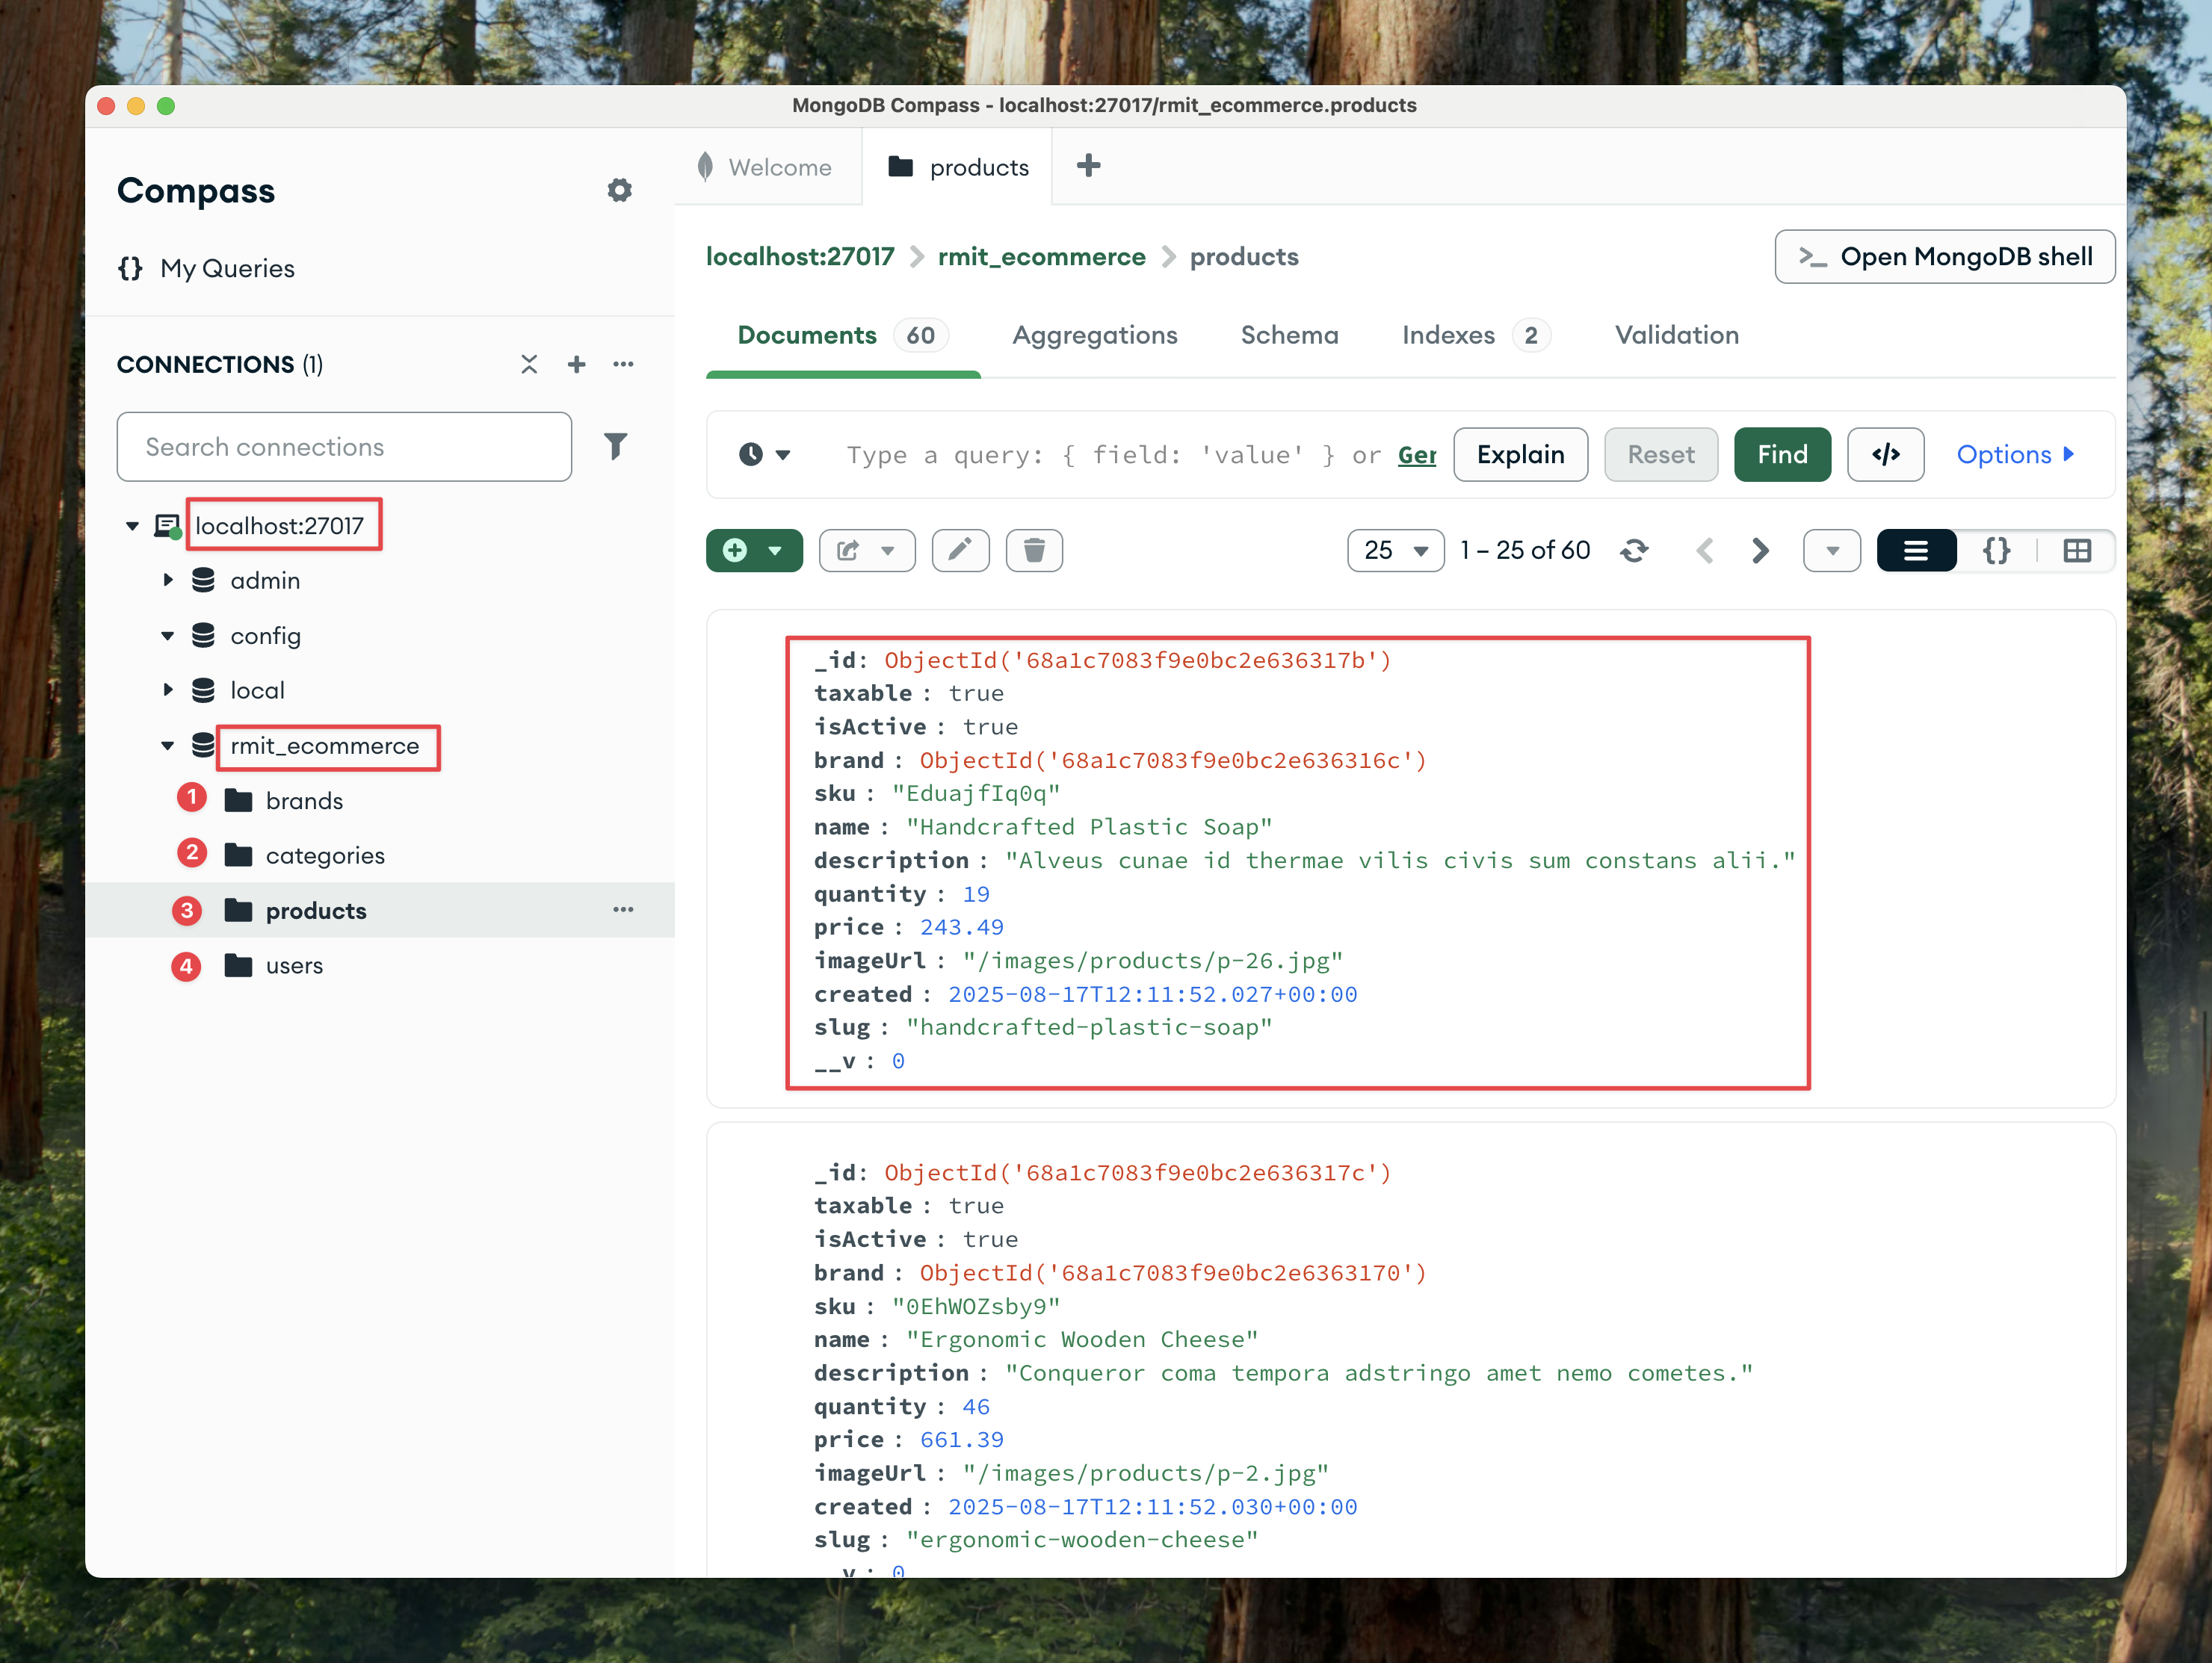 MongoDB Compass - localhost:27017/rmit_ecommerce.products
Compass
My Queries
CONNECTIONS (1)
Search connections
localhost:27017
admin
config
local
rmit_ecommerce
1 brands
2 categories
3 products
4 users
Welcome
products
localhost:27017 > rmit_ecommerce > products
>_ Open MongoDB shell
Documents 60 Aggregations Schema Indexes 2 Validation
Type a query: { field: 'value' } or Ger Explain Reset Find </> Options
25 1 – 25 of 60 {}
_id: ObjectId('68a1c7083f9e0bc2e636317b')
taxable : true
isActive : true
brand : ObjectId('68a1c7083f9e0bc2e636316c')
sku : "EduajfIq0q"
name : "Handcrafted Plastic Soap"
description : "Alveus cunae id thermae vilis civis sum constans alii."
quantity : 19
price : 243.49
imageUrl : "/images/products/p-26.jpg"
created : 2025-08-17T12:11:52.027+00:00
slug : "handcrafted-plastic-soap"
__v : 0
_id: ObjectId('68a1c7083f9e0bc2e636317c')
taxable : true
isActive : true
brand : ObjectId('68a1c7083f9e0bc2e6363170')
sku : "0EhWOZsby9"
name : "Ergonomic Wooden Cheese"
description : "Conqueror coma tempora adstringo amet nemo cometes."
quantity : 46
price : 661.39
imageUrl : "/images/products/p-2.jpg"
created : 2025-08-17T12:11:52.030+00:00
slug : "ergonomic-wooden-cheese"